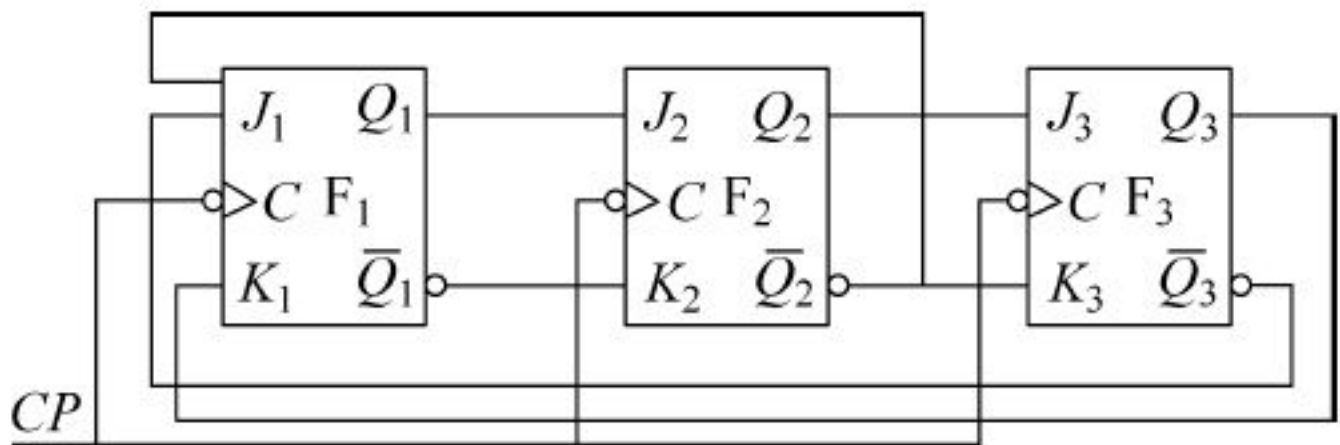 J₁ Q₁ J₂ Q₂ J₃ Q₃
C F₁ C F₂ C F₃
K₁ Q̅₁ K₂ Q̅₂ K₃ Q̅₃
CP